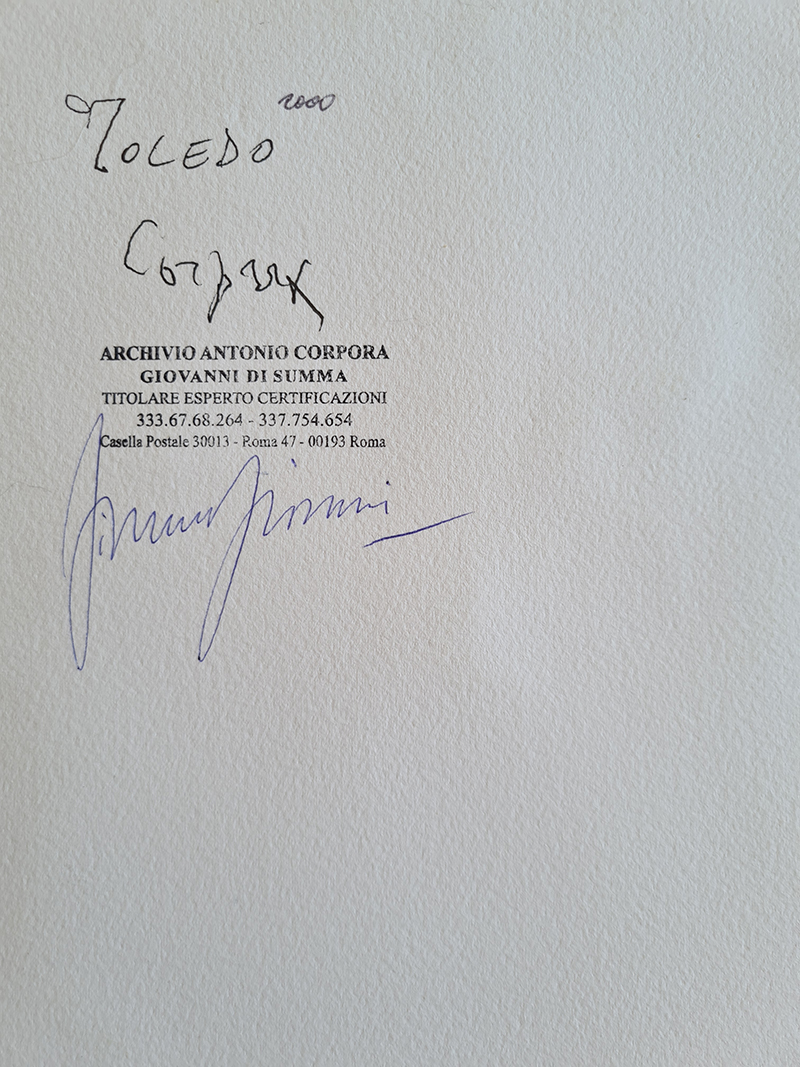 2000
TOLEDO
Corpora
ARCHIVIO ANTONIO CORPORA
GIOVANNI DI SUMMA
TITOLARE ESPERTO CERTIFICAZIONI
333.67.68.264 - 337.754.654
Casella Postale 30013 - Roma 47 - 00193 Roma